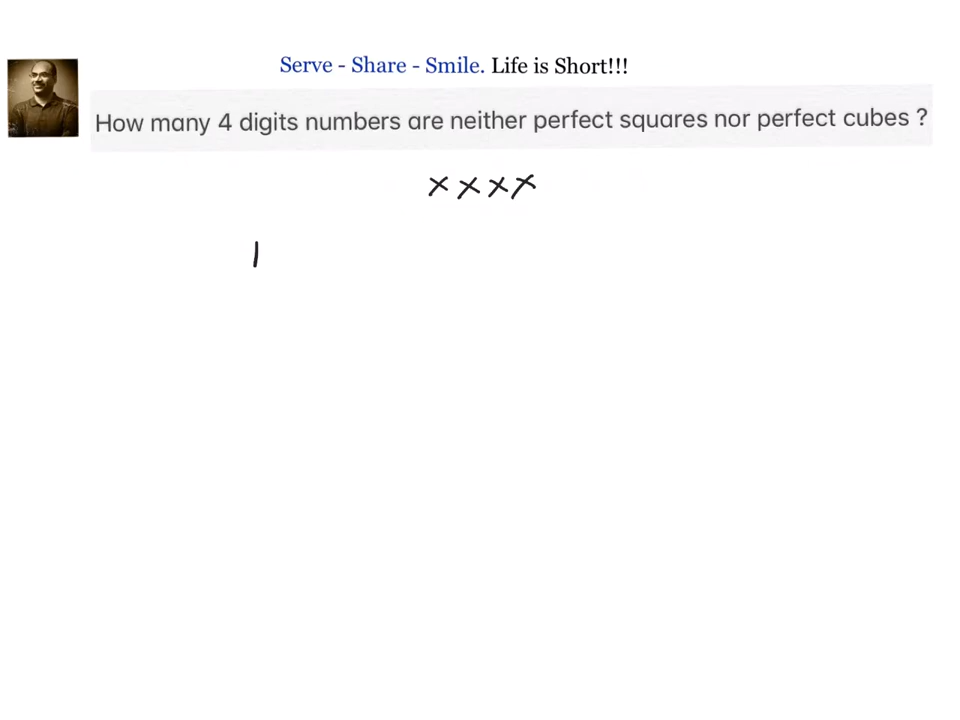 Serve - Share - Smile. Life is Short!!!
How many 4 digits numbers are neither perfect squares nor perfect cubes ?
××××
1